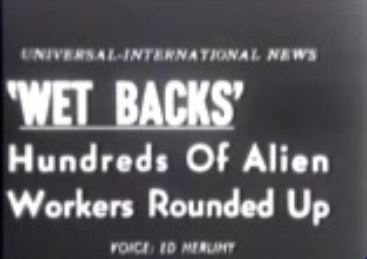 UNIVERSAL-INTERNATIONAL NEWS
'WET BACKS'
Hundreds Of Alien
Workers Rounded Up
VOICE: ED HERLIHY